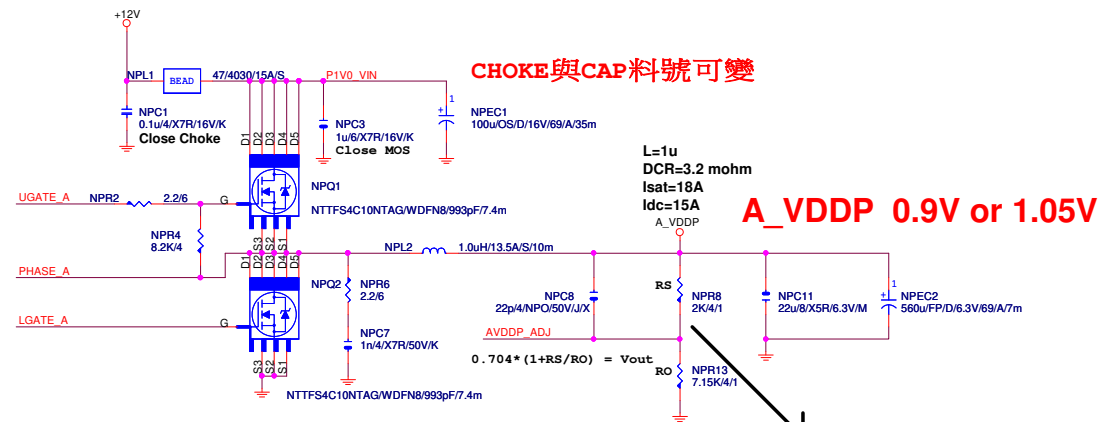 +12V
NPL1
BEAD
47/4030/15A/S
P1V0_VIN
CHOKE與CAP料號可變
NPC1
0.1u/4/X7R/16V/K
Close Choke
D1
D2
D3
D4
D5
NPC3
1u/6/X7R/16V/K
Close MOS
1
+
NPEC1
100u/OS/D/16V/69/A/35m
L=1u
DCR=3.2 mohm
Isat=18A
Idc=15A
A_VDDP
A_VDDP 0.9V or 1.05V
UGATE_A
NPR2
2.2/6
G
NPQ1
NTTFS4C10NTAG/WDFN8/993pF/7.4m
NPR4
8.2K/4
S3
S2
S1
PHASE_A
D1
D2
D3
D4
D5
NPL2
1.0uH/13.5A/S/10m
LGATE_A
G
NPQ2
NPR6
2.2/6
NPC7
1n/4/X7R/50V/K
S3
S2
S1
NTTFS4C10NTAG/WDFN8/993pF/7.4m
NPC8
22p/4/NPO/50V/J/X
RS
NPR8
2K/4/1
NPC11
22u/8/X5R/6.3V/M
1
+
NPEC2
560u/FP/D/6.3V/69/A/7m
AVDDP_ADJ
0.704*(1+RS/RO) = Vout
RO
NPR13
7.15K/4/1